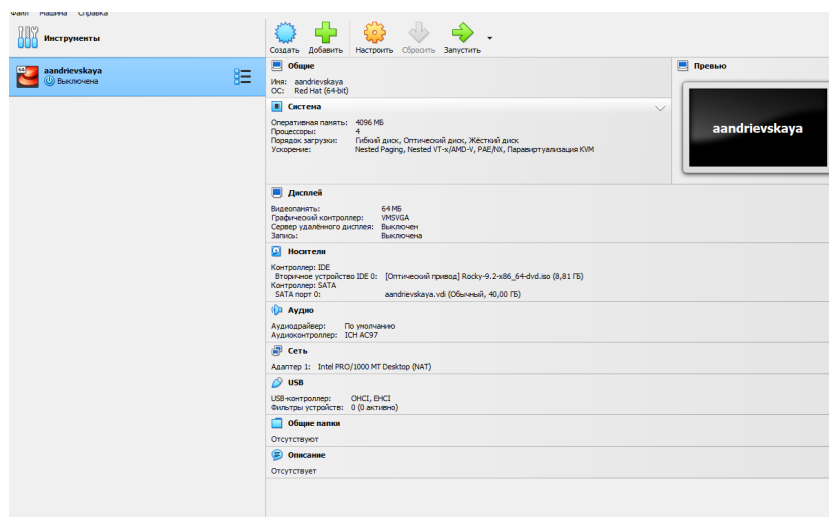 Файл Машина Справка
Инструменты
Создать Добавить Настроить Сбросить Запустить
64
aandrievskaya
Выключена
Общие
Имя: aandrievskaya
ОС: Red Hat (64-bit)
Превью
aandrievskaya
Система
Оперативная память: 4096 МБ
Процессоры: 4
Порядок загрузки: Гибкий диск, Оптический диск, Жёсткий диск
Ускорение: Nested Paging, Nested VT-x/AMD-V, PAE/NX, Паравиртуализация KVM
Дисплей
Видеопамять: 64 МБ
Графический контроллер: VMSVGA
Сервер удалённого дисплея: Выключен
Запись: Выключена
Носители
Контроллер: IDE
Вторичное устройство IDE 0: [Оптический привод] Rocky-9.2-x86_64-dvd.iso (8,81 ГБ)
Контроллер: SATA
SATA порт 0: aandrievskaya.vdi (Обычный, 40,00 ГБ)
Аудио
Аудиодрайвер: По умолчанию
Аудиоконтроллер: ICH AC97
Сеть
Адаптер 1: Intel PRO/1000 MT Desktop (NAT)
USB
USB-контроллер: OHCI, EHCI
Фильтры устройств: 0 (0 активно)
Общие папки
Отсутствуют
Описание
Отсутствует